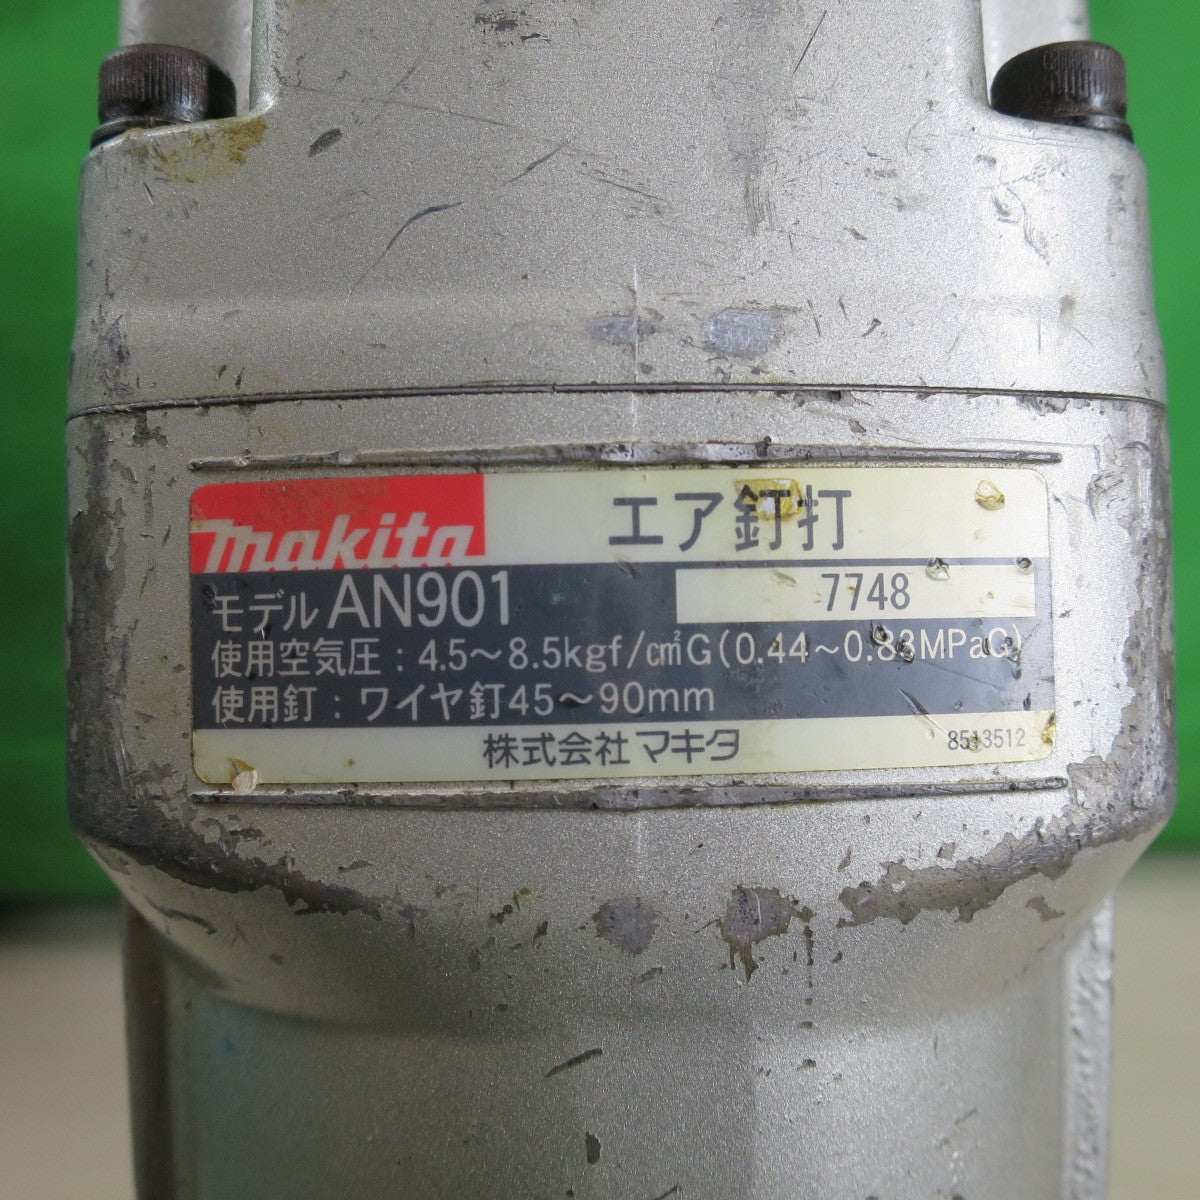 makita エア釘打
モデル AN901 7748
使用空気圧：4.5～8.5kgf/c㎡G(0.44～0.83MPaG)
使用釘：ワイヤ釘45～90mm
株式会社マキタ 8513512